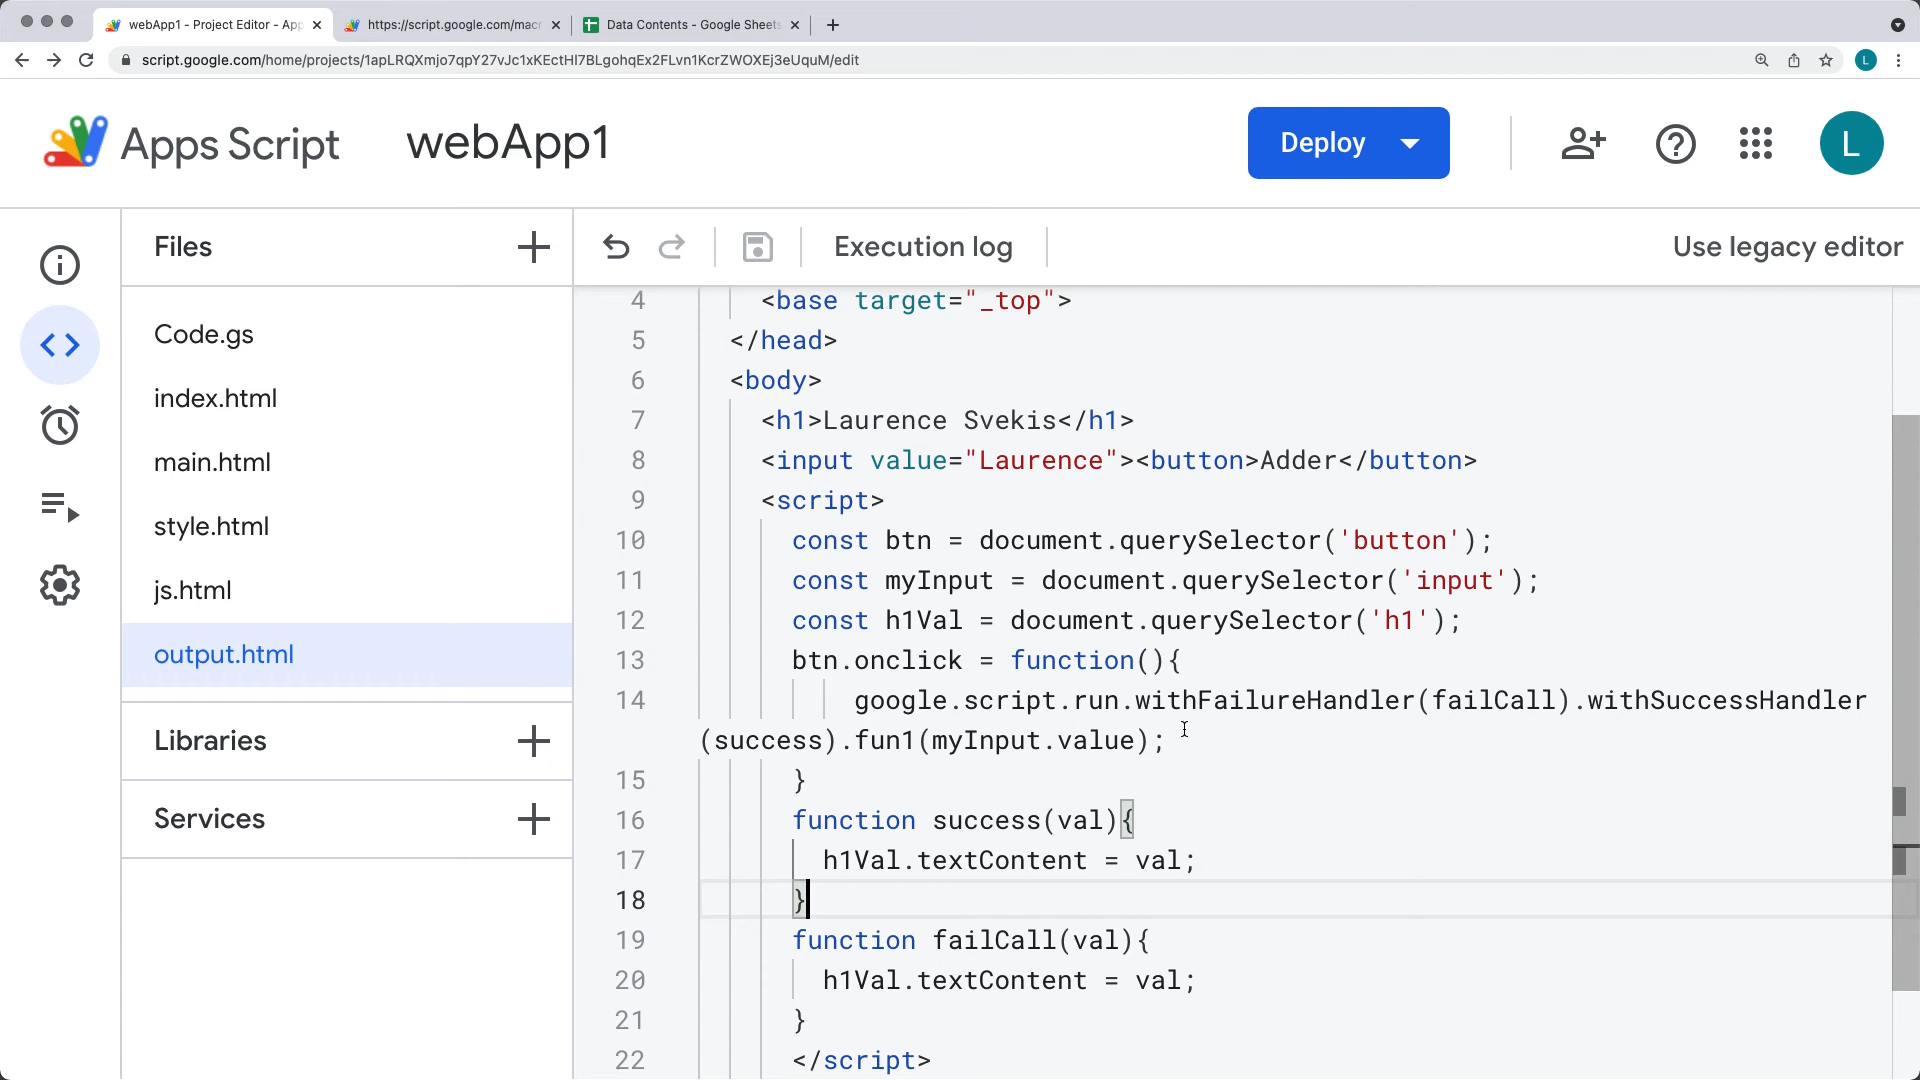 webApp1 - Project Editor - App
https://script.google.com/mac
Data Contents - Google Sheets
script.google.com/home/projects/1apLRQXmjo7qpY27vJc1xKEctHl7BLgohqEx2FLvn1KcrZWOXEj3eUquM/edit
L
Apps Script
webApp1
Deploy
L
Files
Execution log
Use legacy editor
Code.gs
index.html
main.html
style.html
js.html
output.html
Libraries
Services
4 <base target="_top">
5 </head>
6 <body>
7 <h1>Laurence Svekis</h1>
8 <input value="Laurence"><button>Adder</button>
9 <script>
10 const btn = document.querySelector('button');
11 const myInput = document.querySelector('input');
12 const h1Val = document.querySelector('h1');
13 btn.onclick = function(){
14 google.script.run.withFailureHandler(failCall).withSuccessHandler
(success).fun1(myInput.value);
15 }
16 function success(val){
17 h1Val.textContent = val;
18 }
19 function failCall(val){
20 h1Val.textContent = val;
21 }
22 </script>